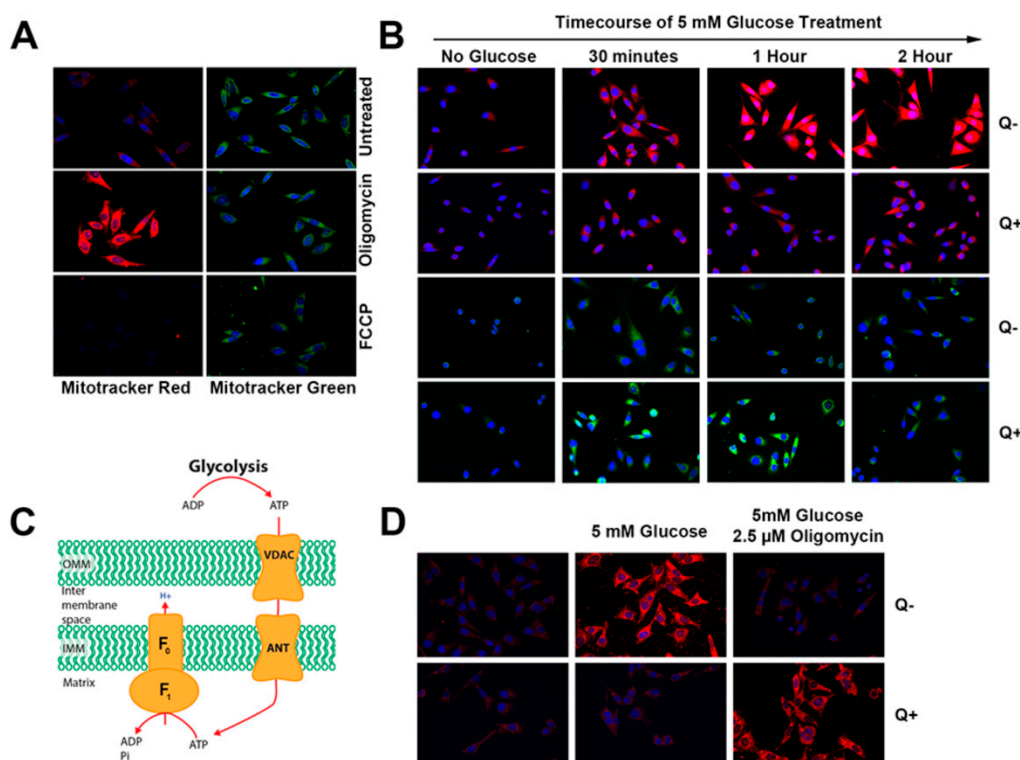 A
Untreated
Oligomycin
FCCP
Mitotracker Red
Mitotracker Green
B
Timecourse of 5 mM Glucose Treatment
No Glucose
30 minutes
1 Hour
2 Hour
Q-
Q+
Q-
Q+
C
Glycolysis
ADP
ATP
OMM
VDAC
Inter
membrane
space
H+
IMM
F0
ANT
Matrix
F1
ADP
Pi
ATP
D
5 mM Glucose
5mM Glucose
2.5 µM Oligomycin
Q-
Q+